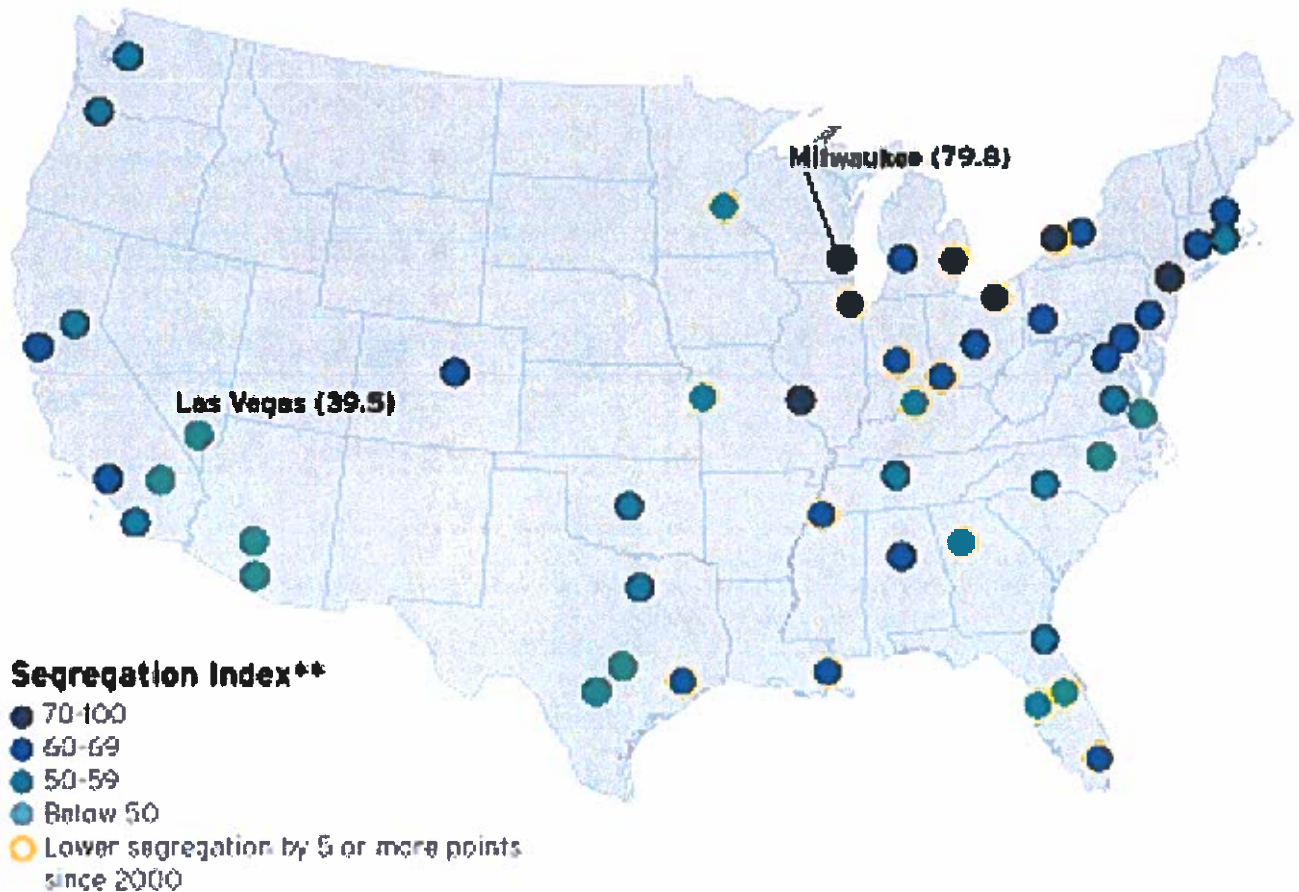 Milwaukee (79.8)
Las Vegas (39.5)
Segregation Index**
70-100
60-69
50-59
Below 50
Lower segregation by 5 or more points
since 2000